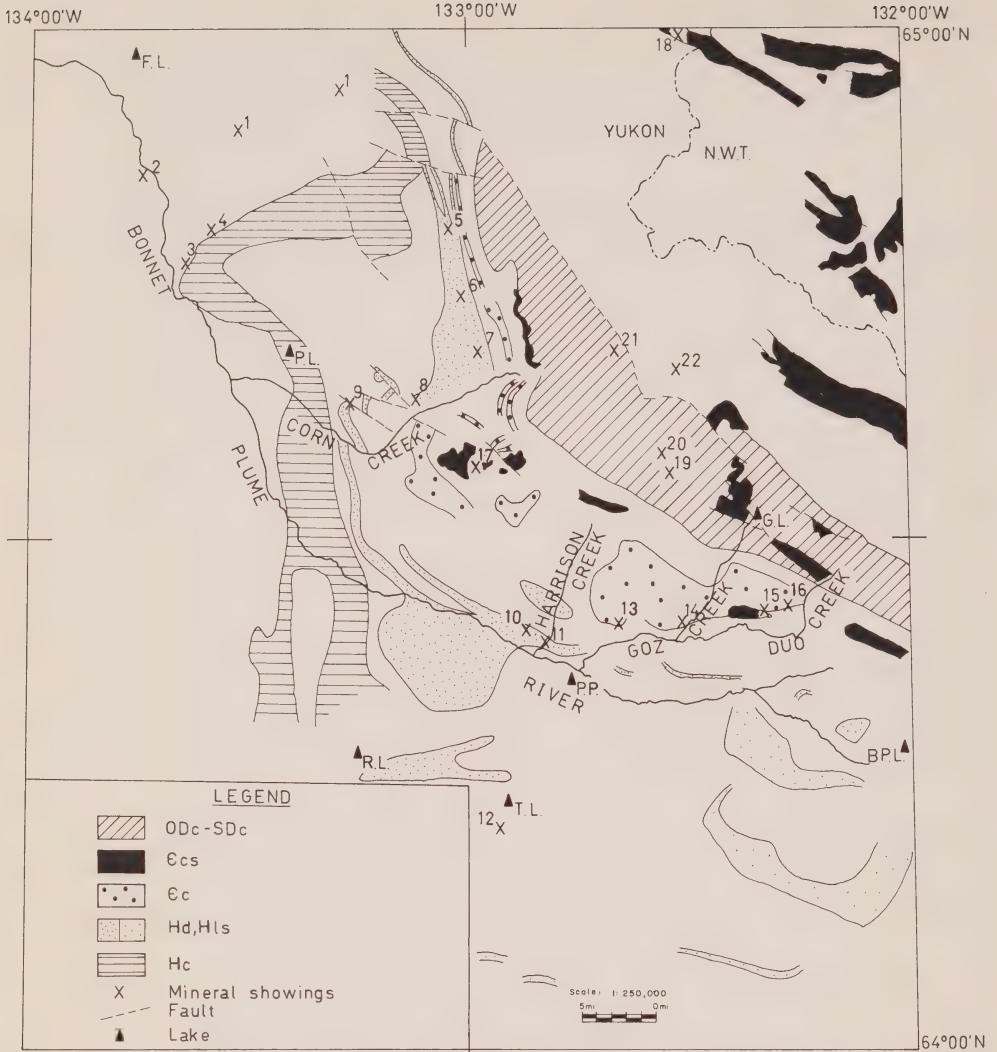 134°00'W
133°00'W
132°00'W
65°00'N
F.L.
18
1
1
YUKON
N.W.T.
2
5
4
3
BONNET
6
7
21
22
P.L.
8
9
CORN
CREEK
20
17
19
PLUME
G.L.
HARRISON
CREEK
15
16
10
13
14
11
CREEK
CREEK
GOZ
DUO
RIVER
P.P.
R.L.
B.P.L.
T.L.
12
LEGEND
ODc-SDc
Єcs
Єc
Hd,Hls
Hc
X Mineral showings
Fault
Lake
Scale: 1: 250,000
5mi 0mi
64°00'N